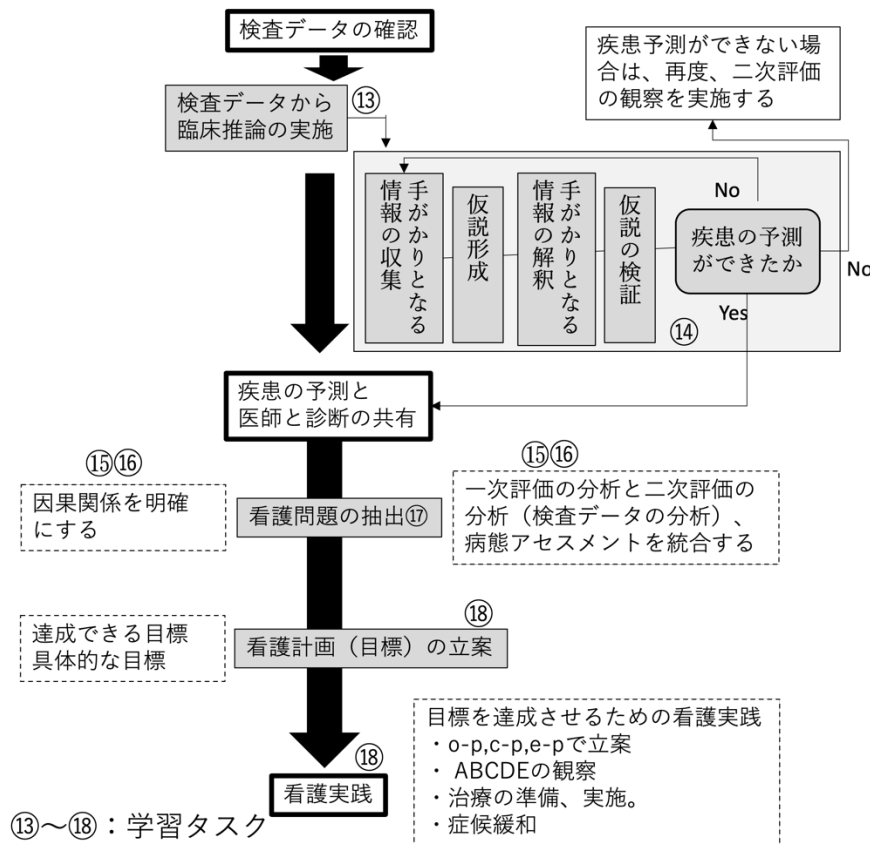 検査データの確認
疾患予測ができない場
合は、再度、二次評価
の観察を実施する
検査データから
臨床推論の実施
⑬
手がかりとなる
情報の収集
仮説形成
手がかりとなる
情報の解釈
仮説の検証
No
疾患の予測
ができたか
No
Yes
⑭
疾患の予測と
医師と診断の共有
⑮⑯
因果関係を明確
にする
看護問題の抽出⑰
⑮⑯
一次評価の分析と二次評価の
分析（検査データの分析）、
病態アセスメントを統合する
達成できる目標
具体的な目標
⑱
看護計画（目標）の立案
目標を達成させるための看護実践
・o-p,c-p,e-pで立案
・ ABCDEの観察
・治療の準備、実施。
・症候緩和
⑱
看護実践
⑬～⑱：学習タスク